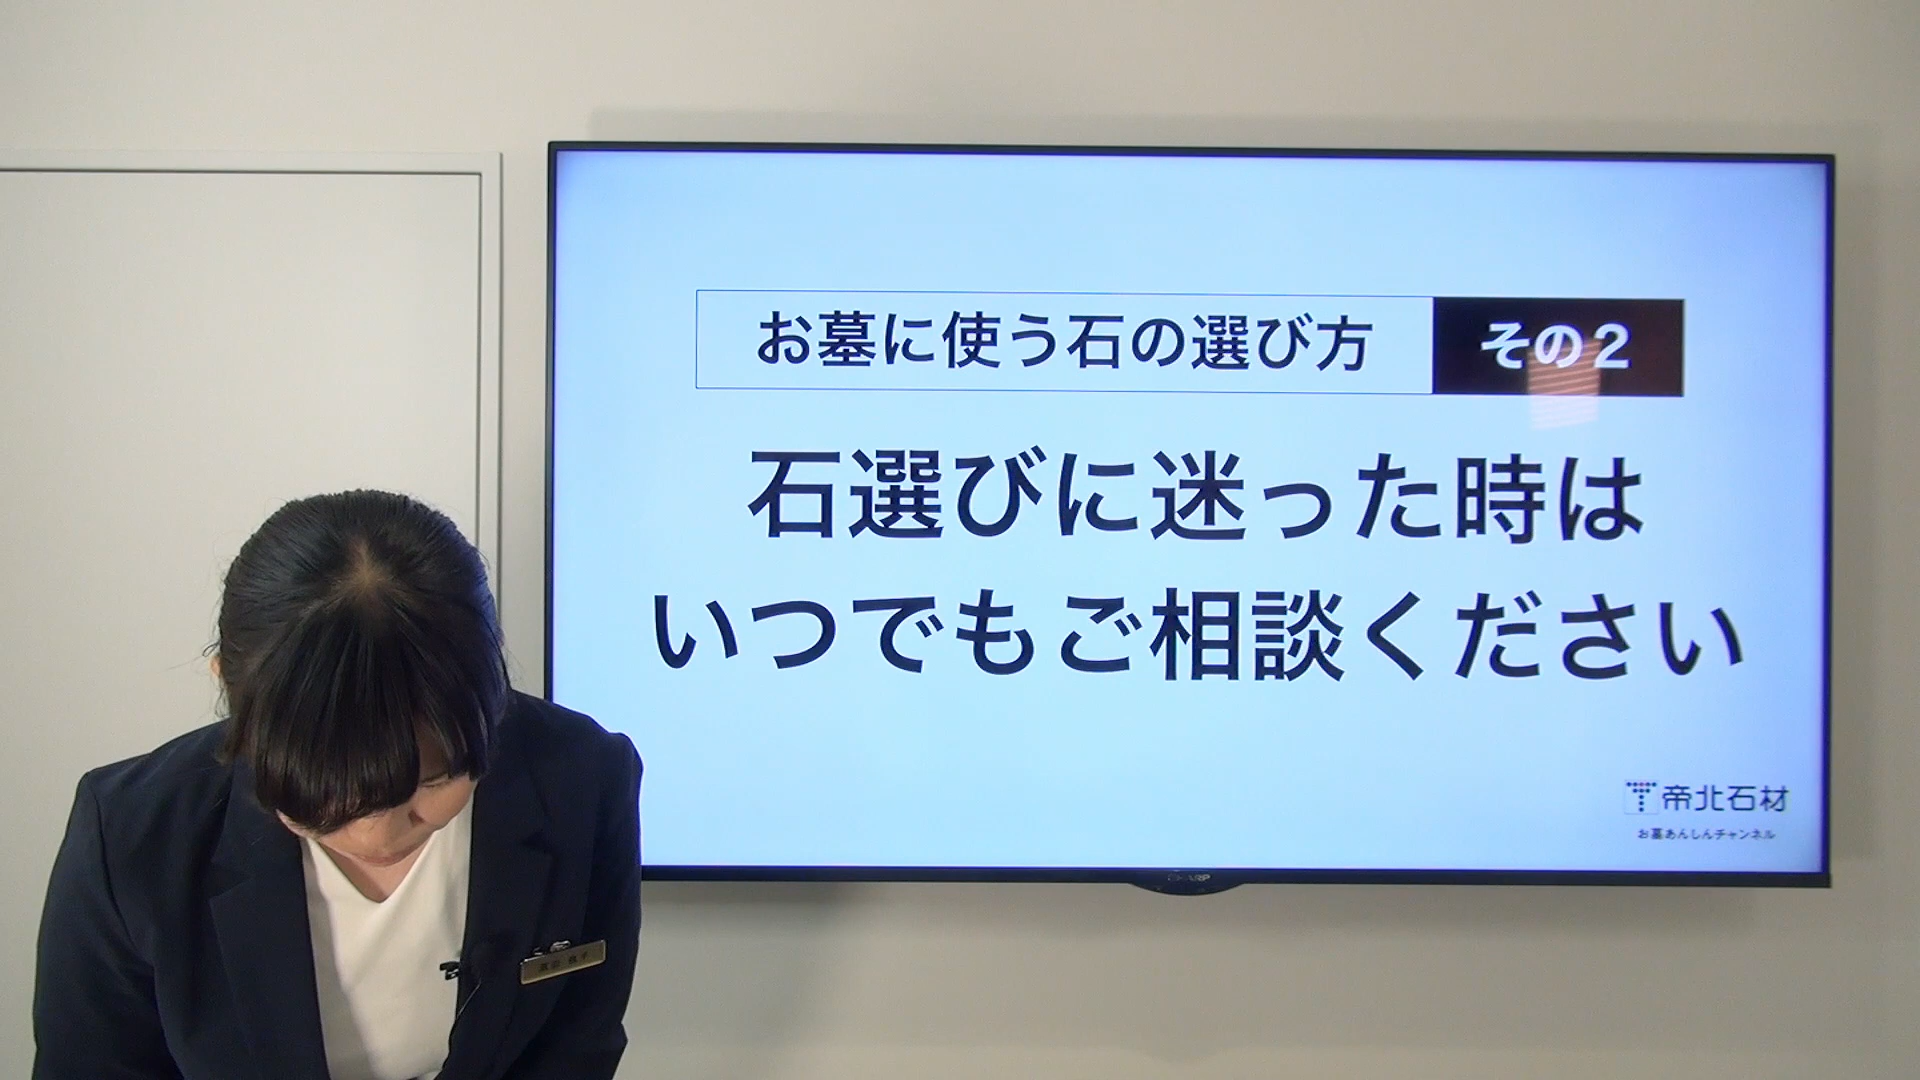 お墓に使う石の選び方 その2
石選びに迷った時は
いつでもご相談ください
帝北石材
お墓あんしんチャンネル
SHARP